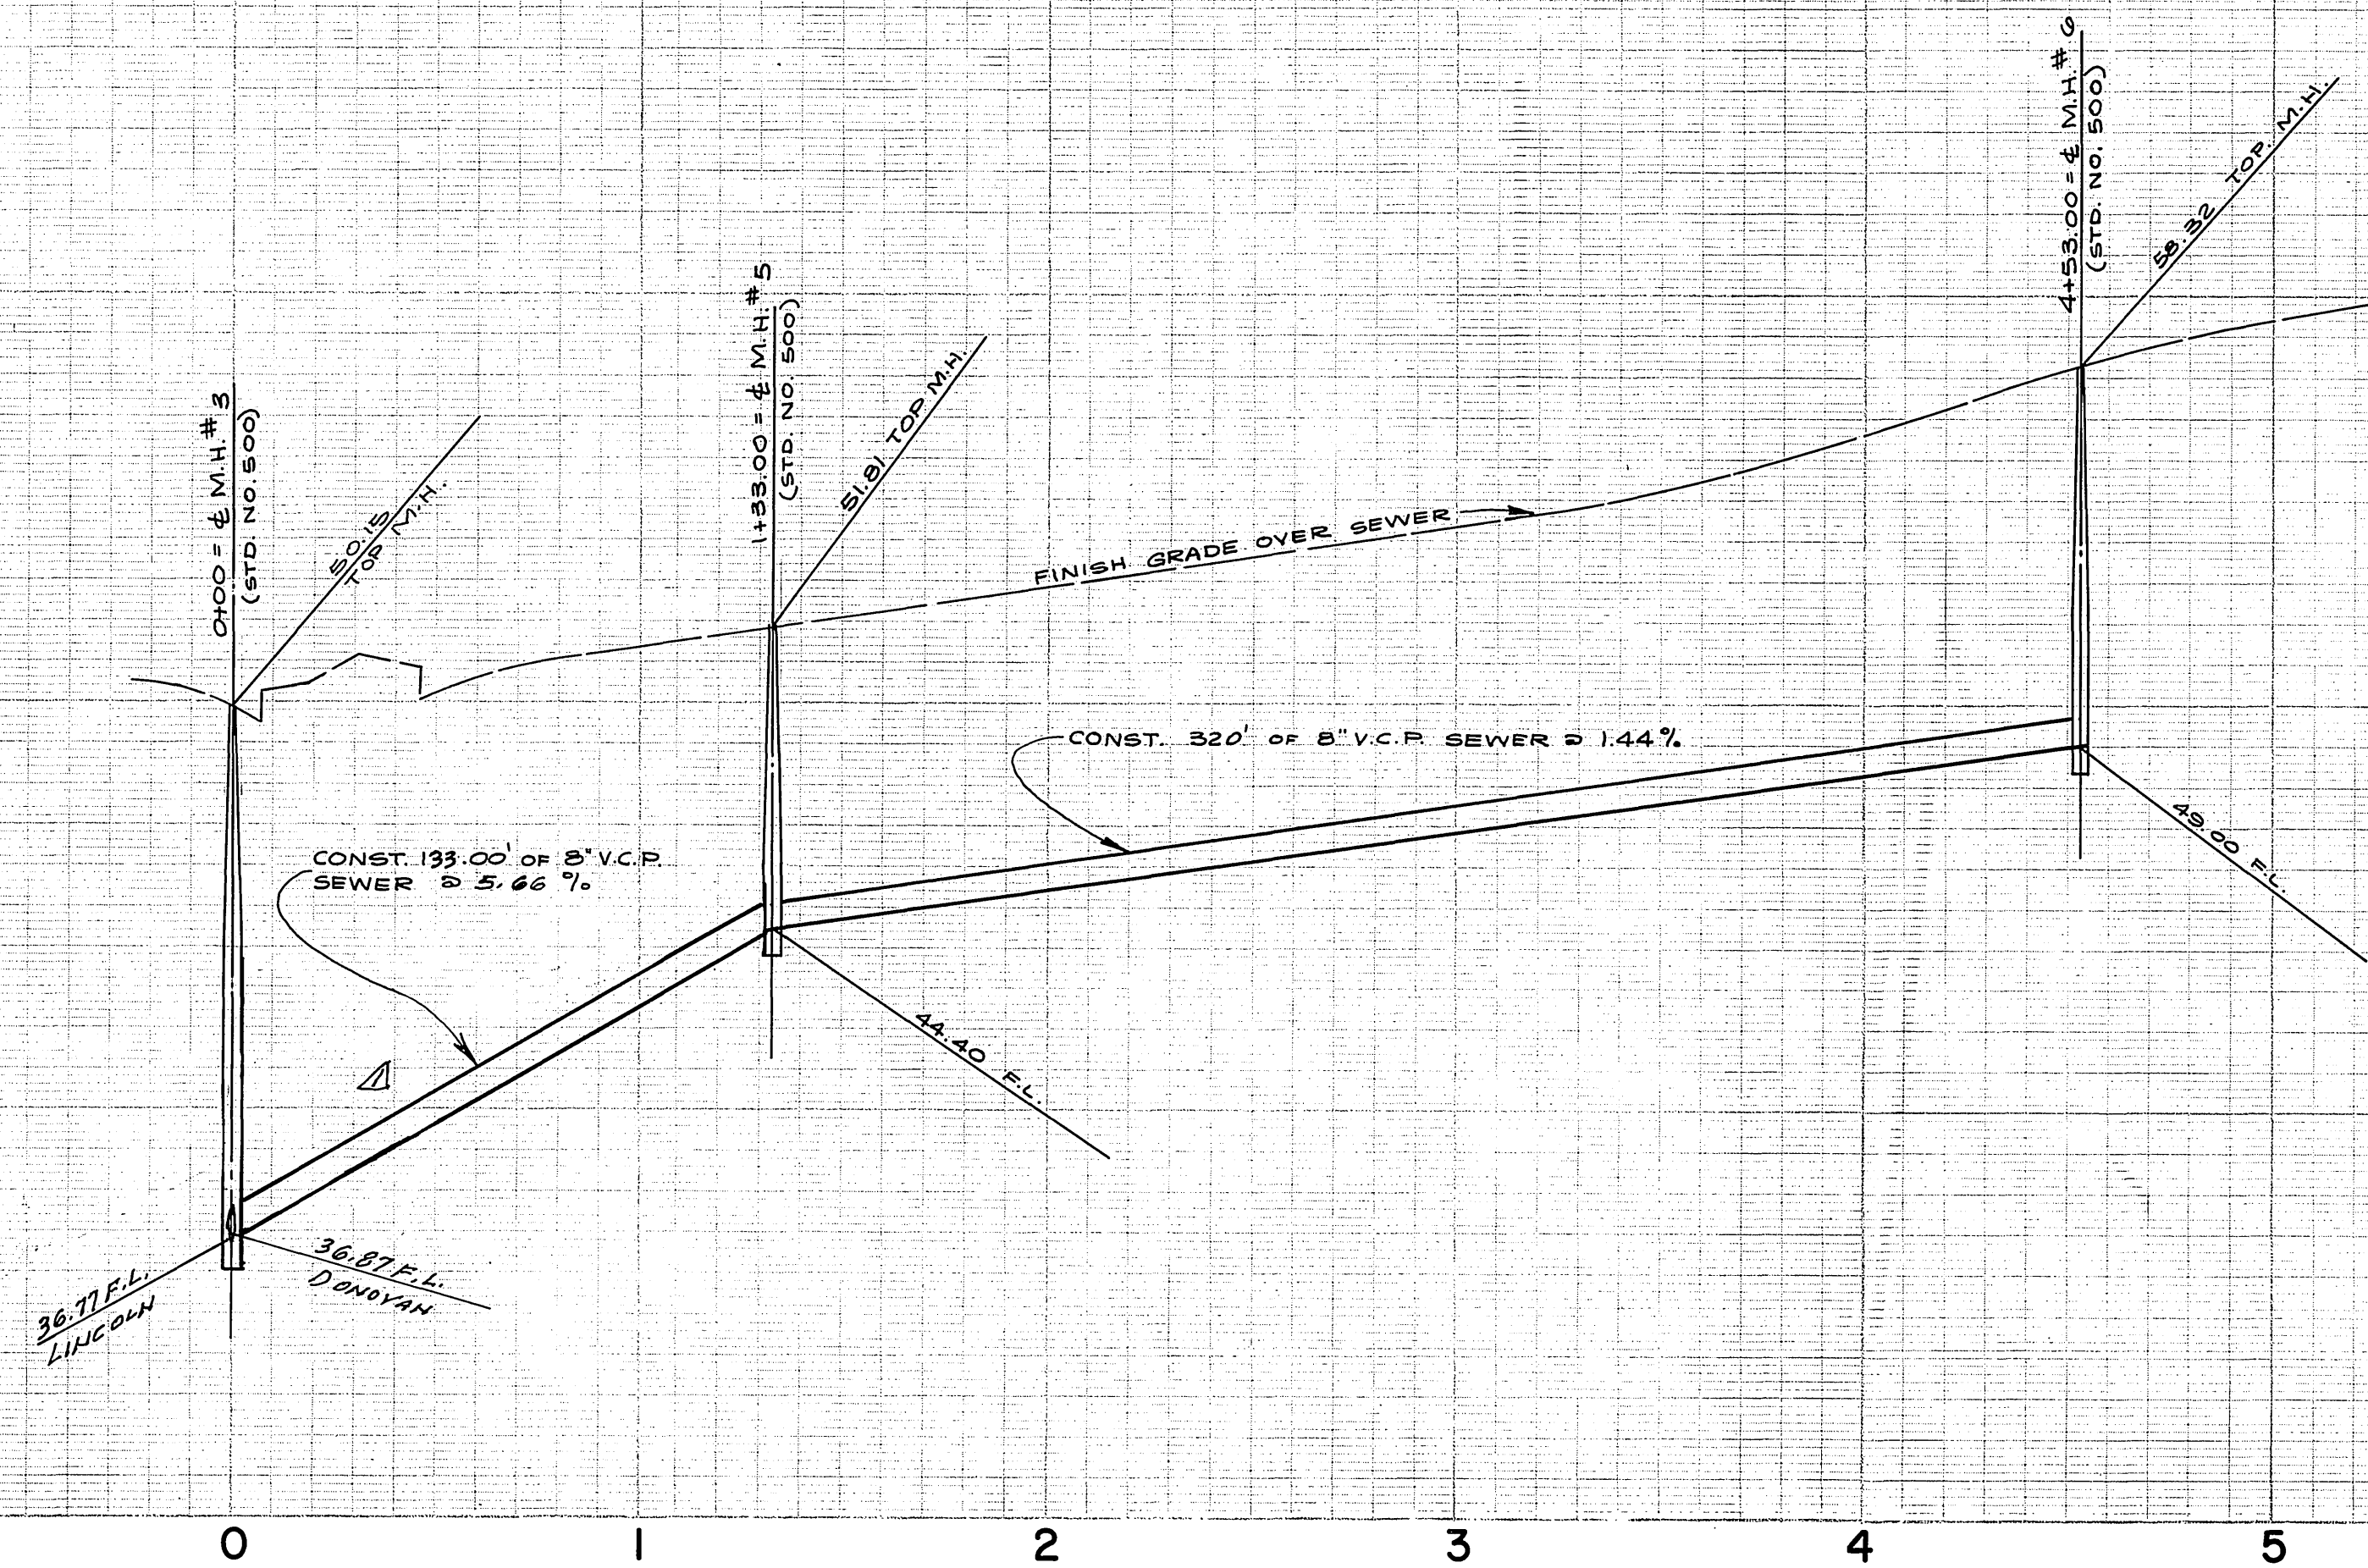 0+00 = ℄ M.H. # 3
(STD. NO. 500)
50.15
TOP M.H.
1+33.00 = ℄ M.H. # 5
(STD. NO. 500)
51.81 TOP M.H.
4+53.00 = ℄ M.H. # 6
(STD. NO. 500)
58.32 TOP. M.H.
FINISH GRADE OVER SEWER
CONST. 320' OF 8" V.C.P. SEWER @ 1.44%
CONST. 133.00' OF 8" V.C.P.
SEWER @ 5.66 %
1
49.00 F.L.
44.40 F.L.
36.87 F.L.
DONOVAN
36.77 F.L.
LINCOLN
0 1 2 3 4 5